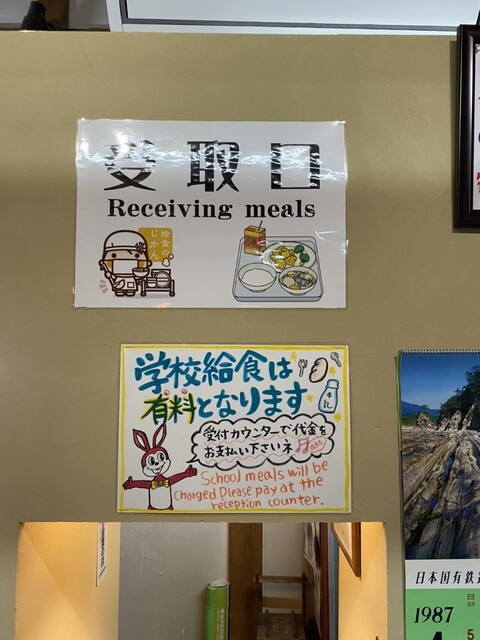 受取口
Receiving meals
給食の
じかん
学校給食は
有料となります
牛乳
受付カウンターで代金を
お支払い下さいネ
School meals will be
charged. Please pay at the
reception counter.
日本国有鉄道
1987
日
5